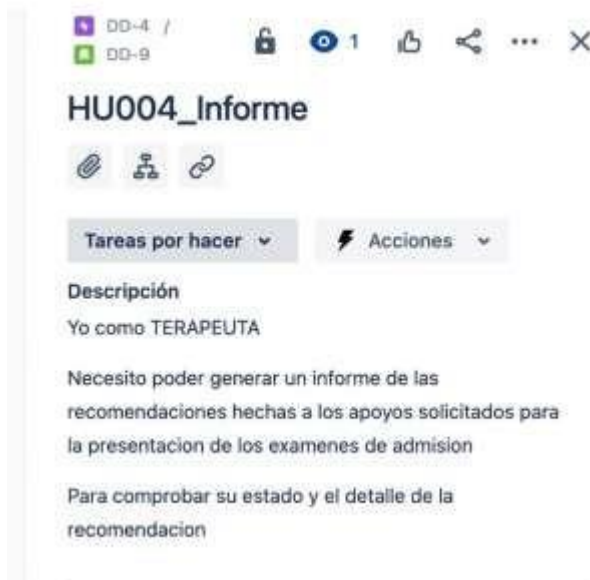 DD-4 /
DD-9
1
HU004_Informe
Tareas por hacer
Acciones
Descripción
Yo como TERAPEUTA
Necesito poder generar un informe de las
recomendaciones hechas a los apoyos solicitados para
la presentacion de los examenes de admision
Para comprobar su estado y el detalle de la
recomendacion